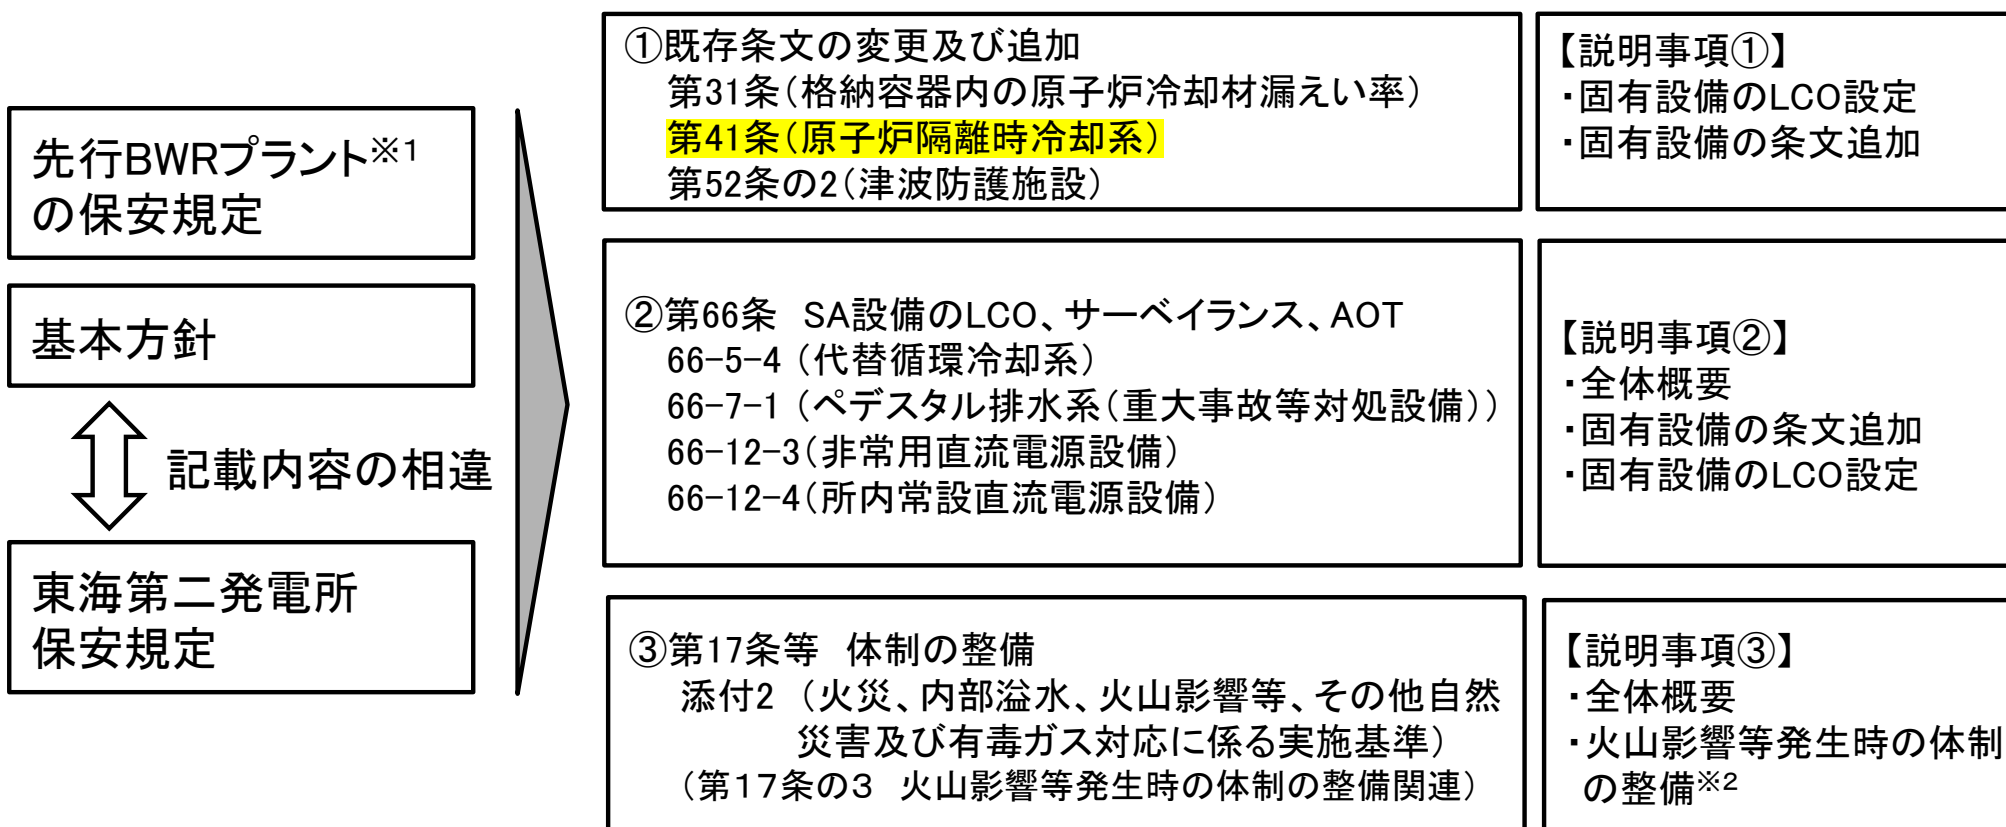 先行BWRプラント※1
の保安規定
基本方針
記載内容の相違
東海第二発電所
保安規定
①既存条文の変更及び追加
第31条(格納容器内の原子炉冷却材漏えい率)
第41条(原子炉隔離時冷却系)
第52条の2(津波防護施設)
【説明事項①】
・固有設備のLCO設定
・固有設備の条文追加
②第66条　SA設備のLCO、サーベイランス、AOT
66-5-4 (代替循環冷却系)
66-7-1 (ペデスタル排水系(重大事故等対処設備))
66-12-3(非常用直流電源設備)
66-12-4(所内常設直流電源設備)
【説明事項②】
・全体概要
・固有設備の条文追加
・固有設備のLCO設定
③第17条等　体制の整備
添付2 (火災、内部溢水、火山影響等、その他自然
災害及び有毒ガス対応に係る実施基準)
(第17条の3　火山影響等発生時の体制の整備関連)
【説明事項③】
・全体概要
・火山影響等発生時の体制
の整備※2